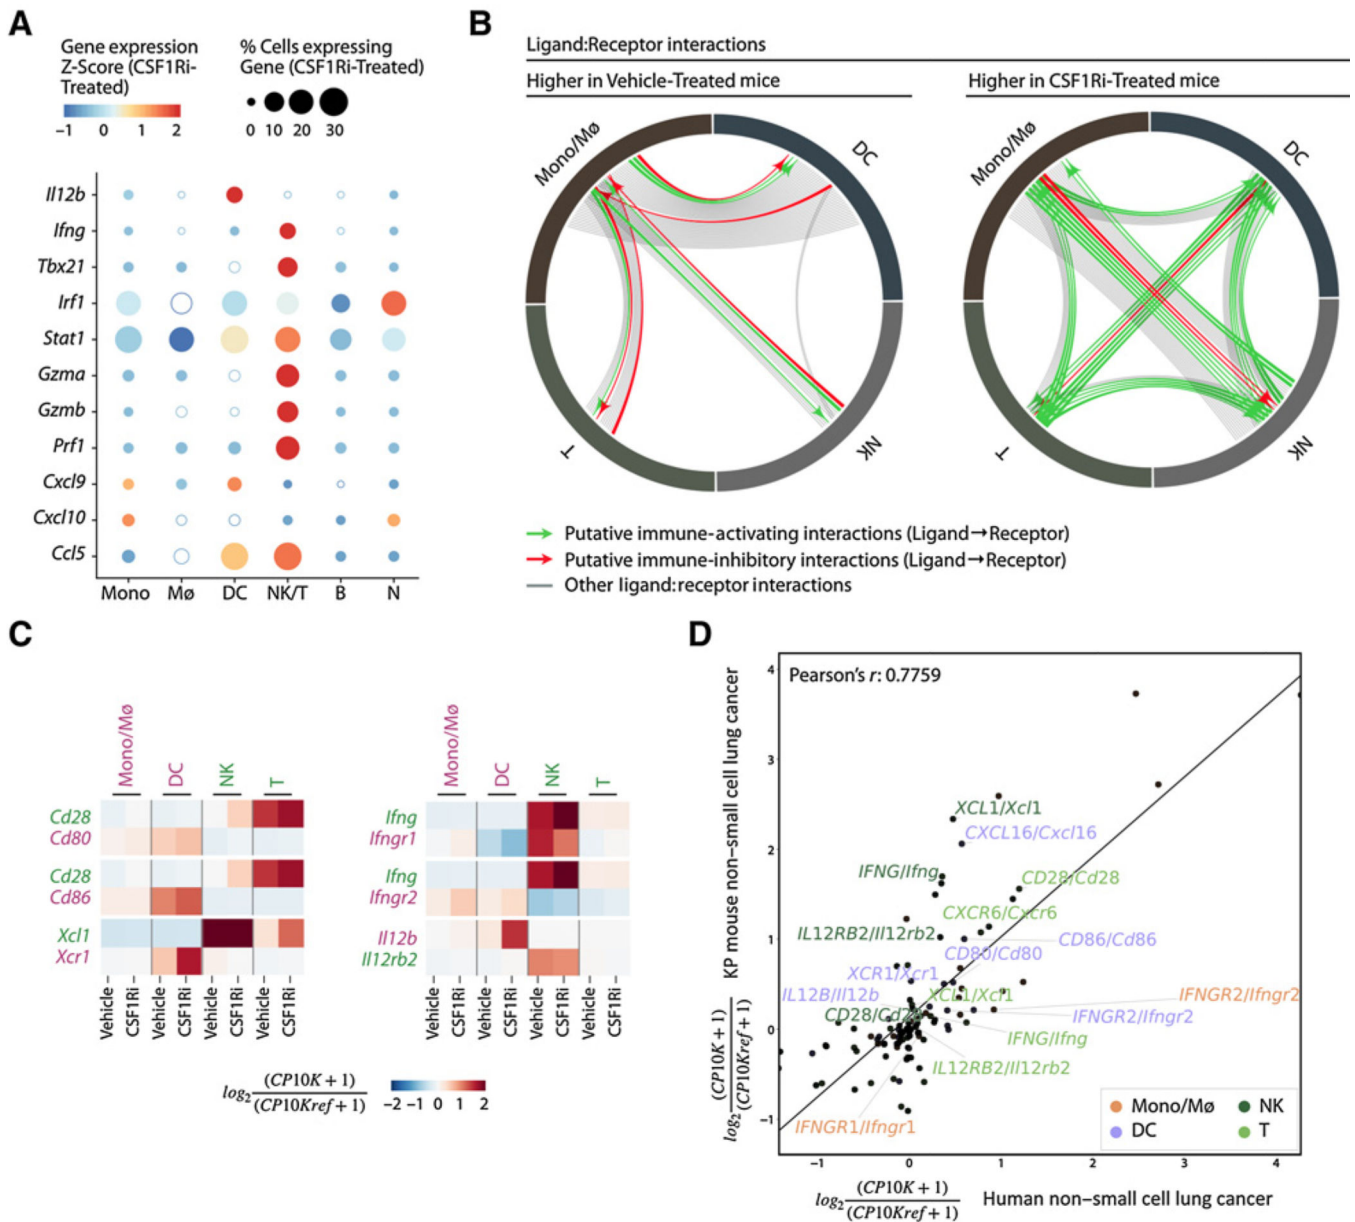 A
Gene expression
Z-Score (CSF1Ri-
Treated)
−1 0 1 2
% Cells expressing
Gene (CSF1Ri-Treated)
0 10 20 30
Il12b
Ifng
Tbx21
Irf1
Stat1
Gzma
Gzmb
Prf1
Cxcl9
Cxcl10
Ccl5
Mono Mø DC NK/T B N
B
Ligand:Receptor interactions
Higher in Vehicle-Treated mice
Higher in CSF1Ri-Treated mice
Mono/Mø
DC
T
NK
Mono/Mø
DC
T
NK
Putative immune-activating interactions (Ligand→Receptor)
Putative immune-inhibitory interactions (Ligand→Receptor)
Other ligand:receptor interactions
C
Mono/Mø DC NK T
Cd28
Cd80
Cd28
Cd86
Xcl1
Xcr1
Vehicle CSF1Ri Vehicle CSF1Ri Vehicle CSF1Ri Vehicle CSF1Ri
Mono/Mø DC NK T
Ifng
Ifngr1
Ifng
Ifngr2
Il12b
Il12rb2
Vehicle CSF1Ri Vehicle CSF1Ri Vehicle CSF1Ri Vehicle CSF1Ri
log2 (CP10K + 1)
(CP10Kref + 1)
−2 −1 0 1 2
D
Pearson's r: 0.7759
KP mouse non–small cell lung cancer
log2 (CP10K + 1)
(CP10Kref + 1)
4
3
2
1
0
−1
XCL1/Xcl1
CXCL16/Cxcl16
IFNG/Ifng
CD28/Cd28
CXCR6/Cxcr6
IL12RB2/Il12rb2
CD86/Cd86
CD80/Cd80
XCR1/Xcr1
IL12B/Il12b
XCL1/Xcl1
IFNGR2/Ifngr2
CD28/Cd28
IFNGR2/Ifngr2
IFNG/Ifng
IL12RB2/Il12rb2
IFNGR1/Ifngr1
Mono/Mø
NK
DC
T
−1 0 1 2 3 4
log2 (CP10K + 1)
(CP10Kref + 1)
Human non–small cell lung cancer